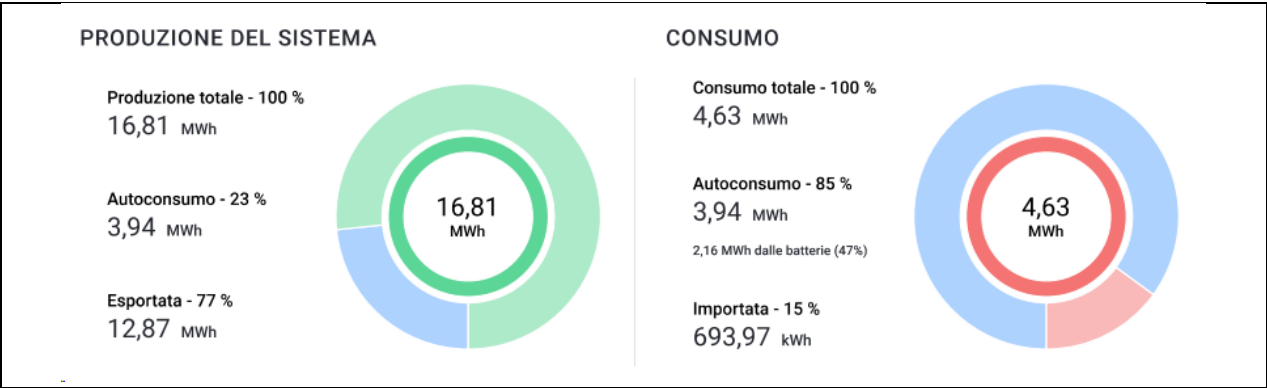 PRODUZIONE DEL SISTEMA
Produzione totale - 100 %
16,81 MWh
Autoconsumo - 23 %
3,94 MWh
Esportata - 77 %
12,87 MWh
16,81
MWh
CONSUMO
Consumo totale - 100 %
4,63 MWh
Autoconsumo - 85 %
3,94 MWh
2,16 MWh dalle batterie (47%)
Importata - 15 %
693,97 kWh
4,63
MWh